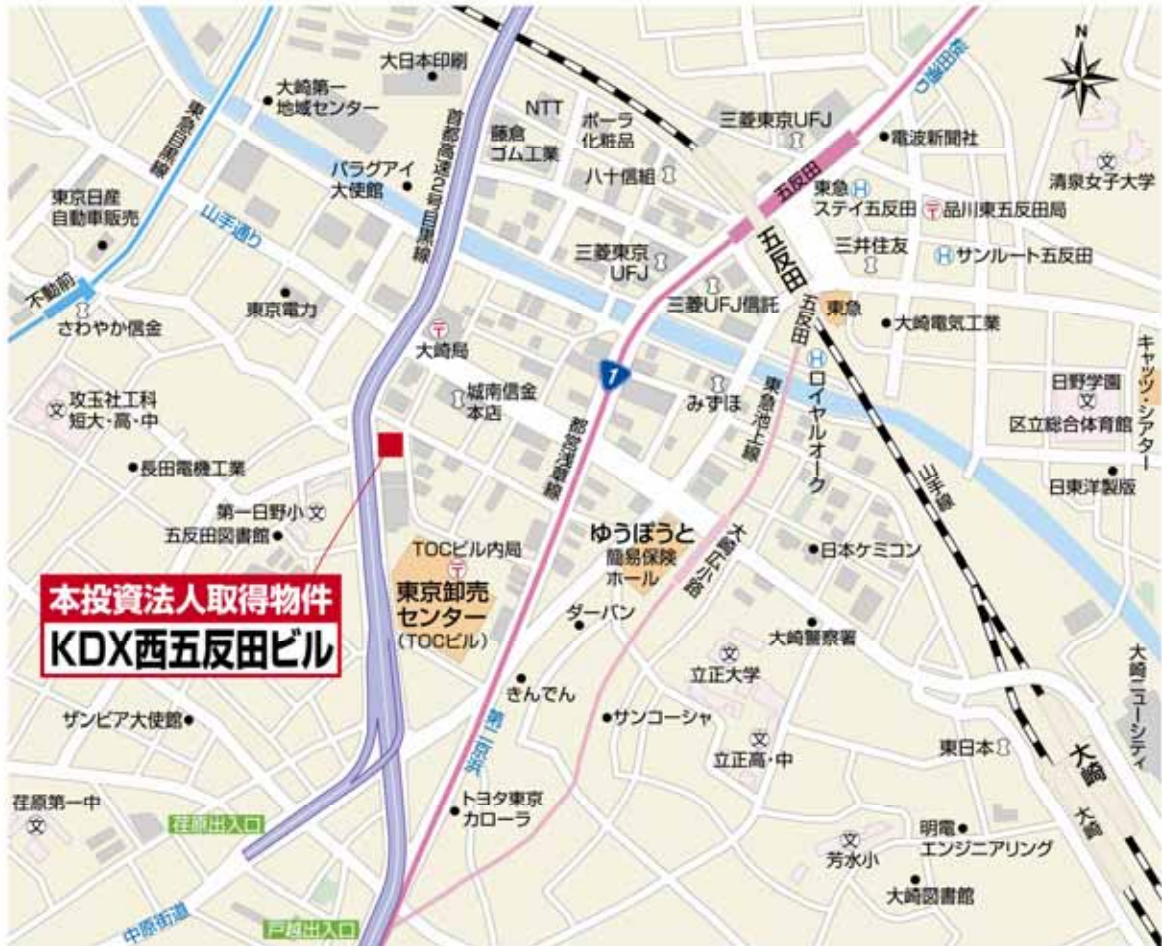 N
大日本印刷
大崎第一
地域センター
東急目黒線
首都高速2号目黒線
NTT
藤倉
ゴム工業
ポーラ
化粧品
三菱東京UFJ
桜田通り
電波新聞社
文
清泉女子大学
八十信組
五反田
東急
ステイ五反田
H
〒品川東五反田局
パラグアイ
大使館
東京日産
自動車販売
山手通り
三菱東京
UFJ
五反田
三井住友
Hサンルート五反田
不動前
さわやか信金
東京電力
三菱UFJ信託
五反田
東急
大崎電気工業
〒
大崎局
1
Hロイヤルオーク
キャッツ・シアター
日野学園
文
区立総合体育館
文
攻玉社工科
短大・高・中
城南信金
本店
みずほ
東急池上線
都営浅草線
山手線
長田電機工業
日東洋製版
第一日野小文
五反田図書館
TOCビル内局
〒
東京卸売
センター
(TOCビル)
ゆうぽうと
簡易保険
ホール
大崎広小路
日本ケミコン
本投資法人取得物件
KDX西五反田ビル
ダーバン
大崎警察署
文
立正大学
大崎ニューシティ
きんでん
ザンビア大使館
第二京浜
サンコーシャ
文
立正高・中
東日本
大崎
大崎
荏原第一中
文
荏原出入口
トヨタ東京
カローラ
文
芳水小
明電
エンジニアリング
大崎図書館
中原街道
戸越出入口